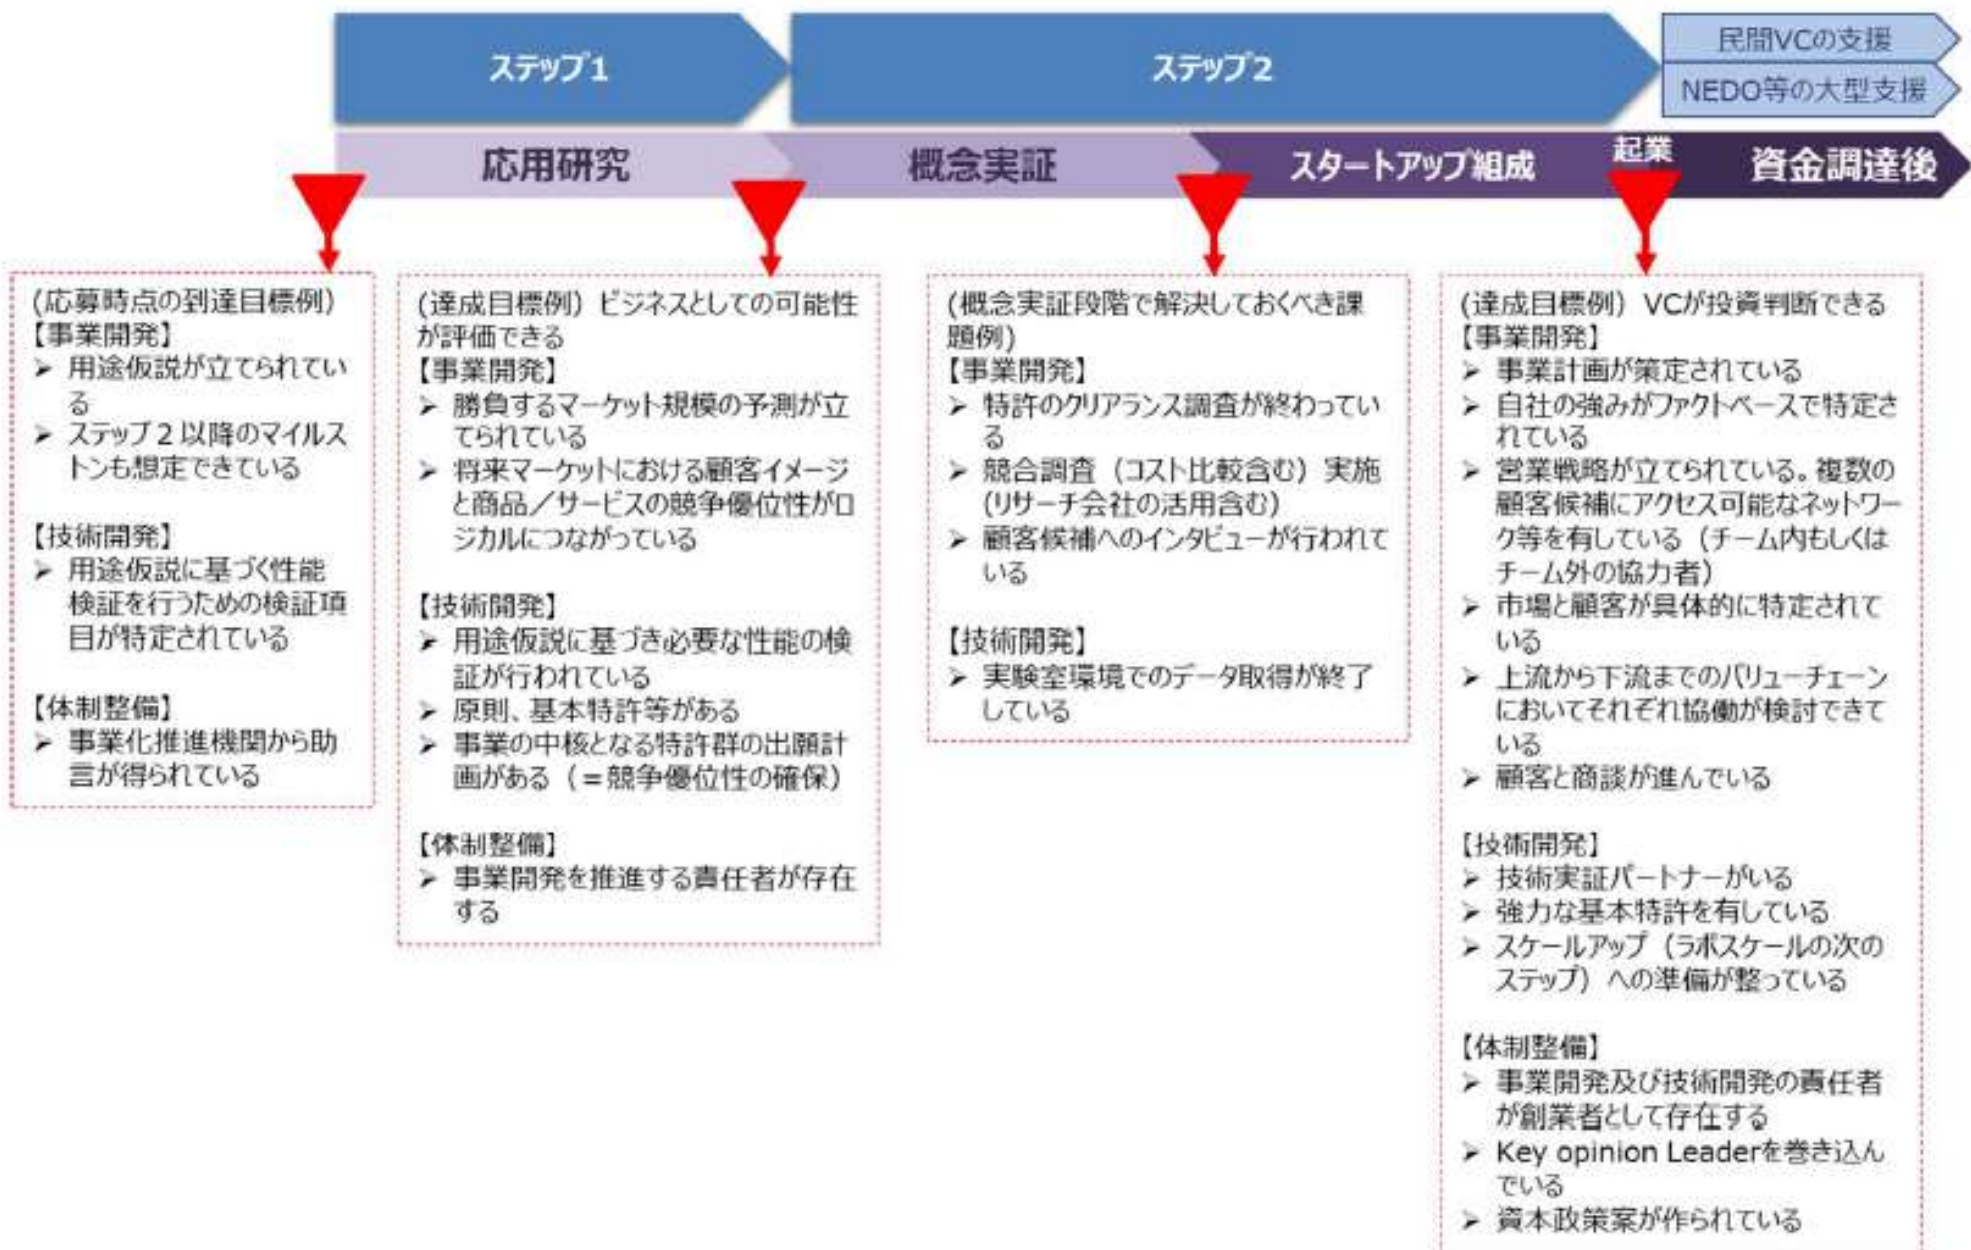 ステップ1
ステップ2
民間VCの支援
NEDO等の大型支援
応用研究
概念実証
スタートアップ組成
起業
資金調達後
(応募時点の到達目標例)
【事業開発】
➢ 用途仮説が立てられてい
る
➢ ステップ2以降のマイルス
トンも想定できている
【技術開発】
➢ 用途仮説に基づく性能
検証を行うための検証項
目が特定されている
【体制整備】
➢ 事業化推進機関から助
言が得られている
(達成目標例) ビジネスとしての可能性
が評価できる
【事業開発】
➢ 勝負するマーケット規模の予測が立
てられている
➢ 将来マーケットにおける顧客イメージ
と商品/サービスの競争優位性がロ
ジカルにつながっている
【技術開発】
➢ 用途仮説に基づき必要な性能の検
証が行われている
➢ 原則、基本特許等がある
➢ 事業の中核となる特許群の出願計
画がある(=競争優位性の確保)
【体制整備】
➢ 事業開発を推進する責任者が存在
する
(概念実証段階で解決しておくべき課
題例)
【事業開発】
➢ 特許のクリアランス調査が終わってい
る
➢ 競合調査(コスト比較含む)実施
(リサーチ会社の活用含む)
➢ 顧客候補へのインタビューが行われて
いる
【技術開発】
➢ 実験室環境でのデータ取得が終了
している
(達成目標例) VCが投資判断できる
【事業開発】
➢ 事業計画が策定されている
➢ 自社の強みがファクトベースで特定さ
れている
➢ 営業戦略が立てられている。複数の
顧客候補にアクセス可能なネットワー
ク等を有している(チーム内もしくは
チーム外の協力者)
➢ 市場と顧客が具体的に特定されて
いる
➢ 上流から下流までのバリューチェーン
においてそれぞれ協働が検討できて
いる
➢ 顧客と商談が進んでいる
【技術開発】
➢ 技術実証パートナーがいる
➢ 強力な基本特許を有している
➢ スケールアップ(ラボスケールの次の
ステップ)への準備が整っている
【体制整備】
➢ 事業開発及び技術開発の責任者
が創業者として存在する
➢ Key opinion Leaderを巻き込ん
でいる
➢ 資本政策案が作られている